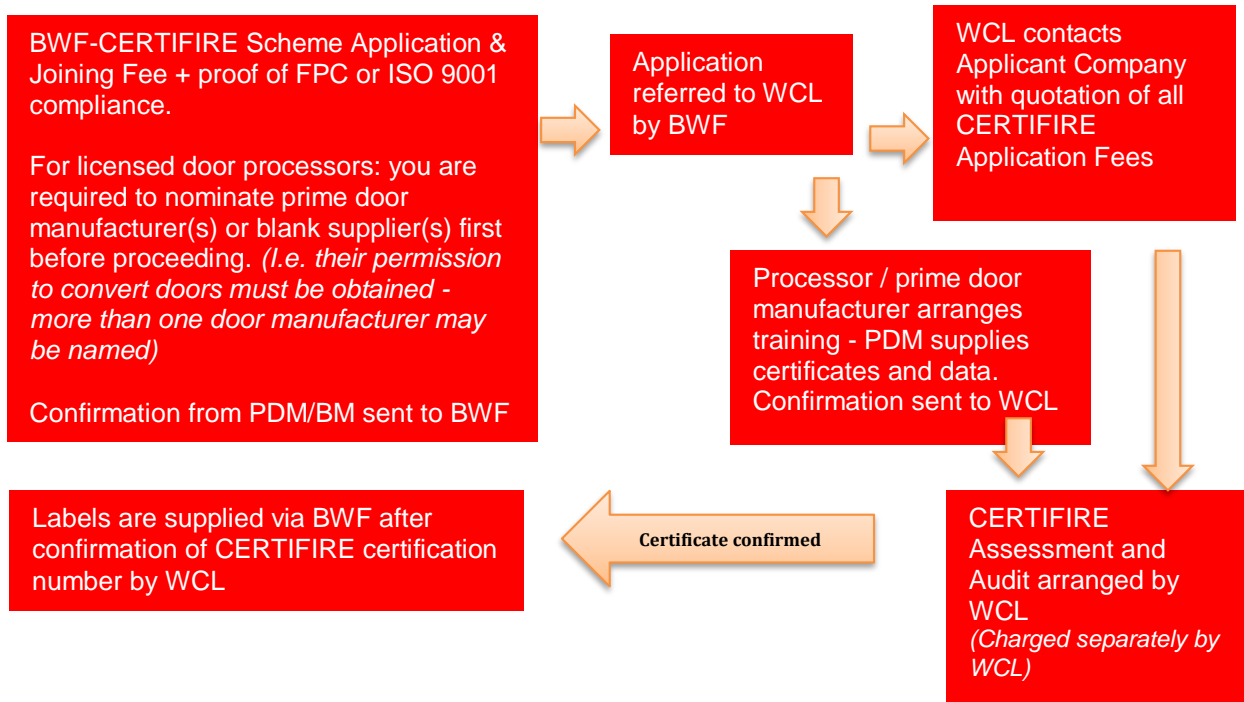 BWF-CERTIFIRE Scheme Application &
Joining Fee + proof of FPC or ISO 9001
compliance.
For licensed door processors: you are
required to nominate prime door
manufacturer(s) or blank supplier(s) first
before proceeding. (I.e. their permission
to convert doors must be obtained -
more than one door manufacturer may
be named)
Confirmation from PDM/BM sent to BWF
Application
referred to WCL
by BWF
WCL contacts
Applicant Company
with quotation of all
CERTIFIRE
Application Fees
Processor / prime door
manufacturer arranges
training - PDM supplies
certificates and data.
Confirmation sent to WCL
CERTIFIRE
Assessment and
Audit arranged by
WCL
(Charged separately by
WCL)
Certificate confirmed
Labels are supplied via BWF after
confirmation of CERTIFIRE certification
number by WCL